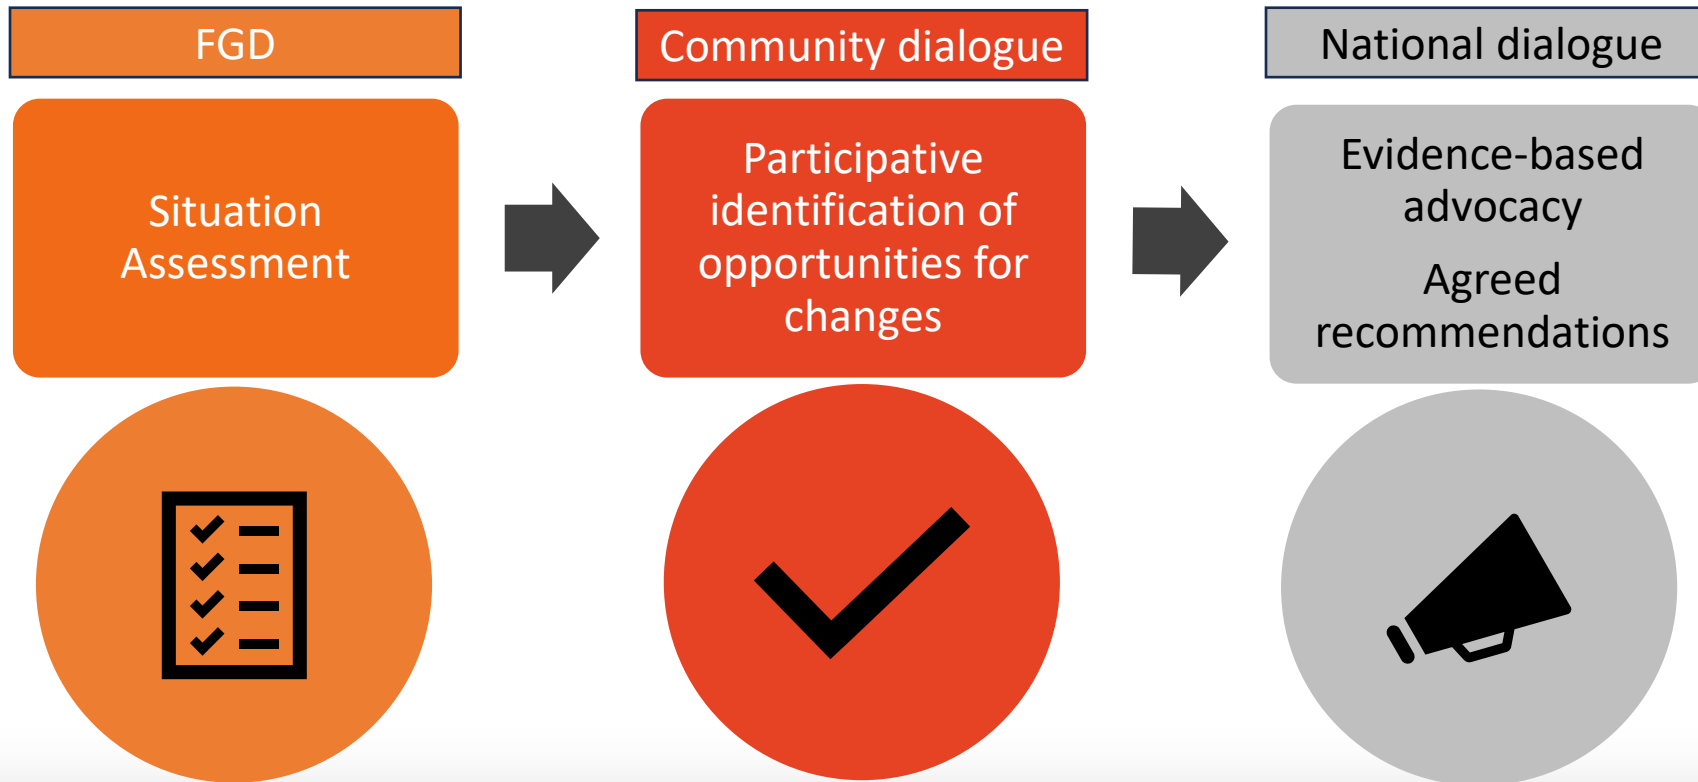 FGD
Community dialogue
National dialogue
Situation
Assessment
Participative
identification of
opportunities for
changes
Evidence-based
advocacy
Agreed
recommendations